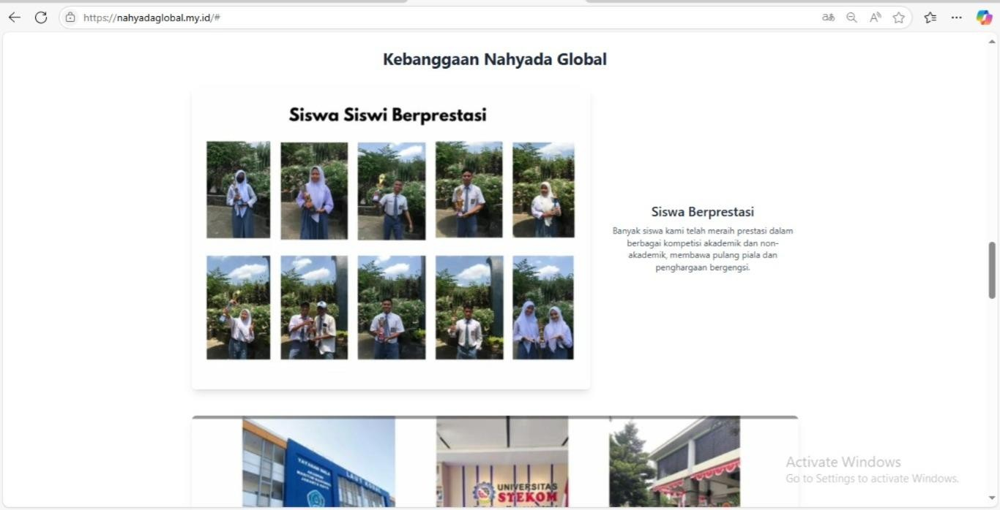 https://nahyadaglobal.my.id/#
Kebanggaan Nahyada Global
Siswa Siswi Berprestasi
Siswa Berprestasi
Banyak siswa kami telah meraih prestasi dalam
berbagai kompetisi akademik dan non-
akademik, membawa pulang piala dan
penghargaan bergengsi.
YAYASAN
JAKARTA
UNIVERSITAS
STEKOM
Activate Windows
Go to Settings to activate Windows.